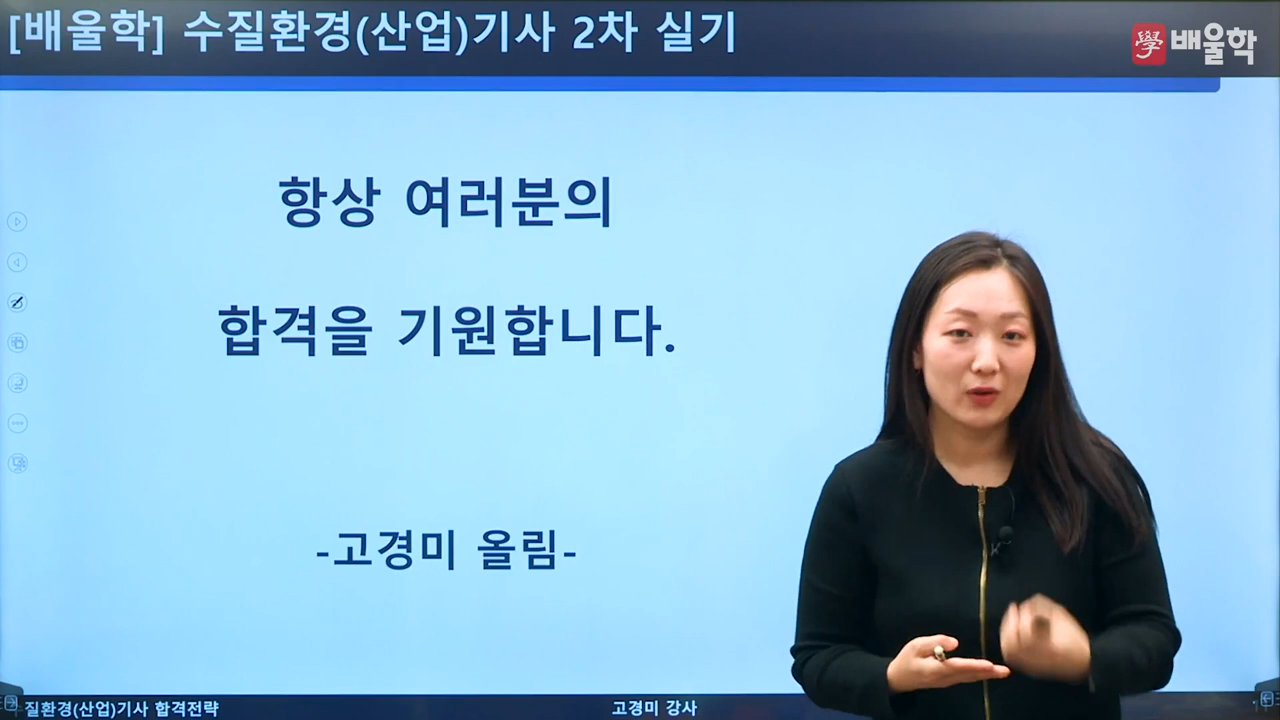 [배울학] 수질환경(산업)기사 2차 실기
學 배울학
항상 여러분의
합격을 기원합니다.
-고경미 올림-
질환경(산업)기사 합격전략
고경미 강사